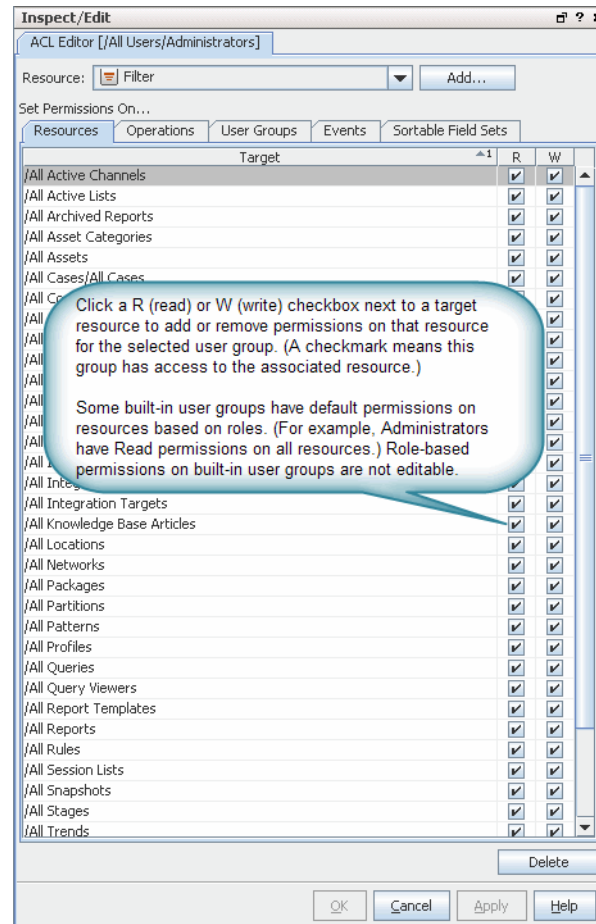 Inspect/Edit
ACL Editor [/All Users/Administrators]
Resource: Filter Add...
Set Permissions On...
Resources Operations User Groups Events Sortable Field Sets
Target 1 R W
/All Active Channels
/All Active Lists
/All Archived Reports
/All Asset Categories
/All Assets
/All Cases/All Cases
Click a R (read) or W (write) checkbox next to a target
resource to add or remove permissions on that resource
for the selected user group. (A checkmark means this
group has access to the associated resource.)
Some built-in user groups have default permissions on
resources based on roles. (For example, Administrators
have Read permissions on all resources.) Role-based
permissions on built-in user groups are not editable.
/All Integration Targets
/All Knowledge Base Articles
/All Locations
/All Networks
/All Packages
/All Partitions
/All Patterns
/All Profiles
/All Queries
/All Query Viewers
/All Report Templates
/All Reports
/All Rules
/All Session Lists
/All Snapshots
/All Stages
/All Trends
Delete
OK Cancel Apply Help